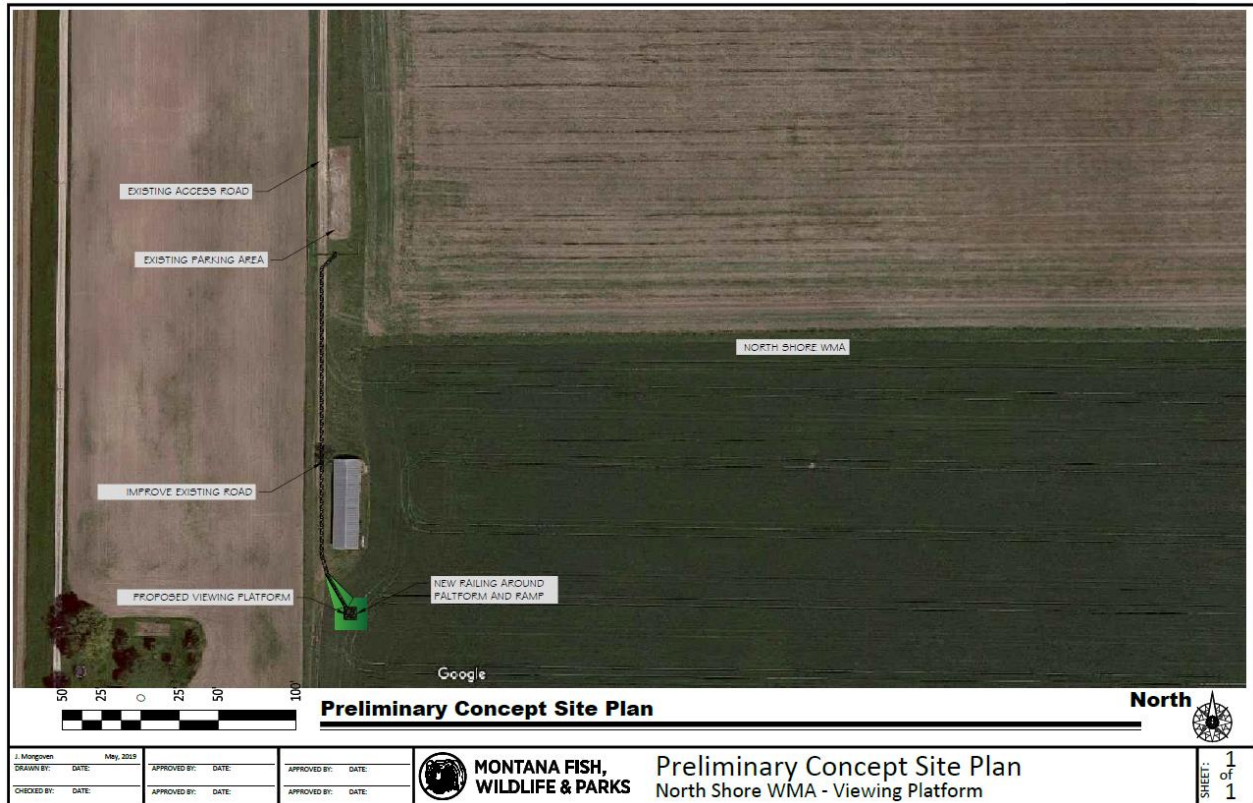 EXISTING ACCESS ROAD
EXISTING PARKING AREA
NORTH SHORE WMA
IMPROVE EXISTING ROAD
PROPOSED VIEWING PLATFORM
NEW RAILING AROUND
PALTFORM AND RAMP
Google
50
25
0
25
50'
100'
Preliminary Concept Site Plan
North
J. Mongoven May, 2019
DRAWN BY: DATE:
CHECKED BY: DATE:
APPROVED BY: DATE:
APPROVED BY: DATE:
APPROVED BY: DATE:
APPROVED BY: DATE:
MONTANA FISH,
WILDLIFE & PARKS
Preliminary Concept Site Plan
North Shore WMA - Viewing Platform
SHEET:
1
of
1